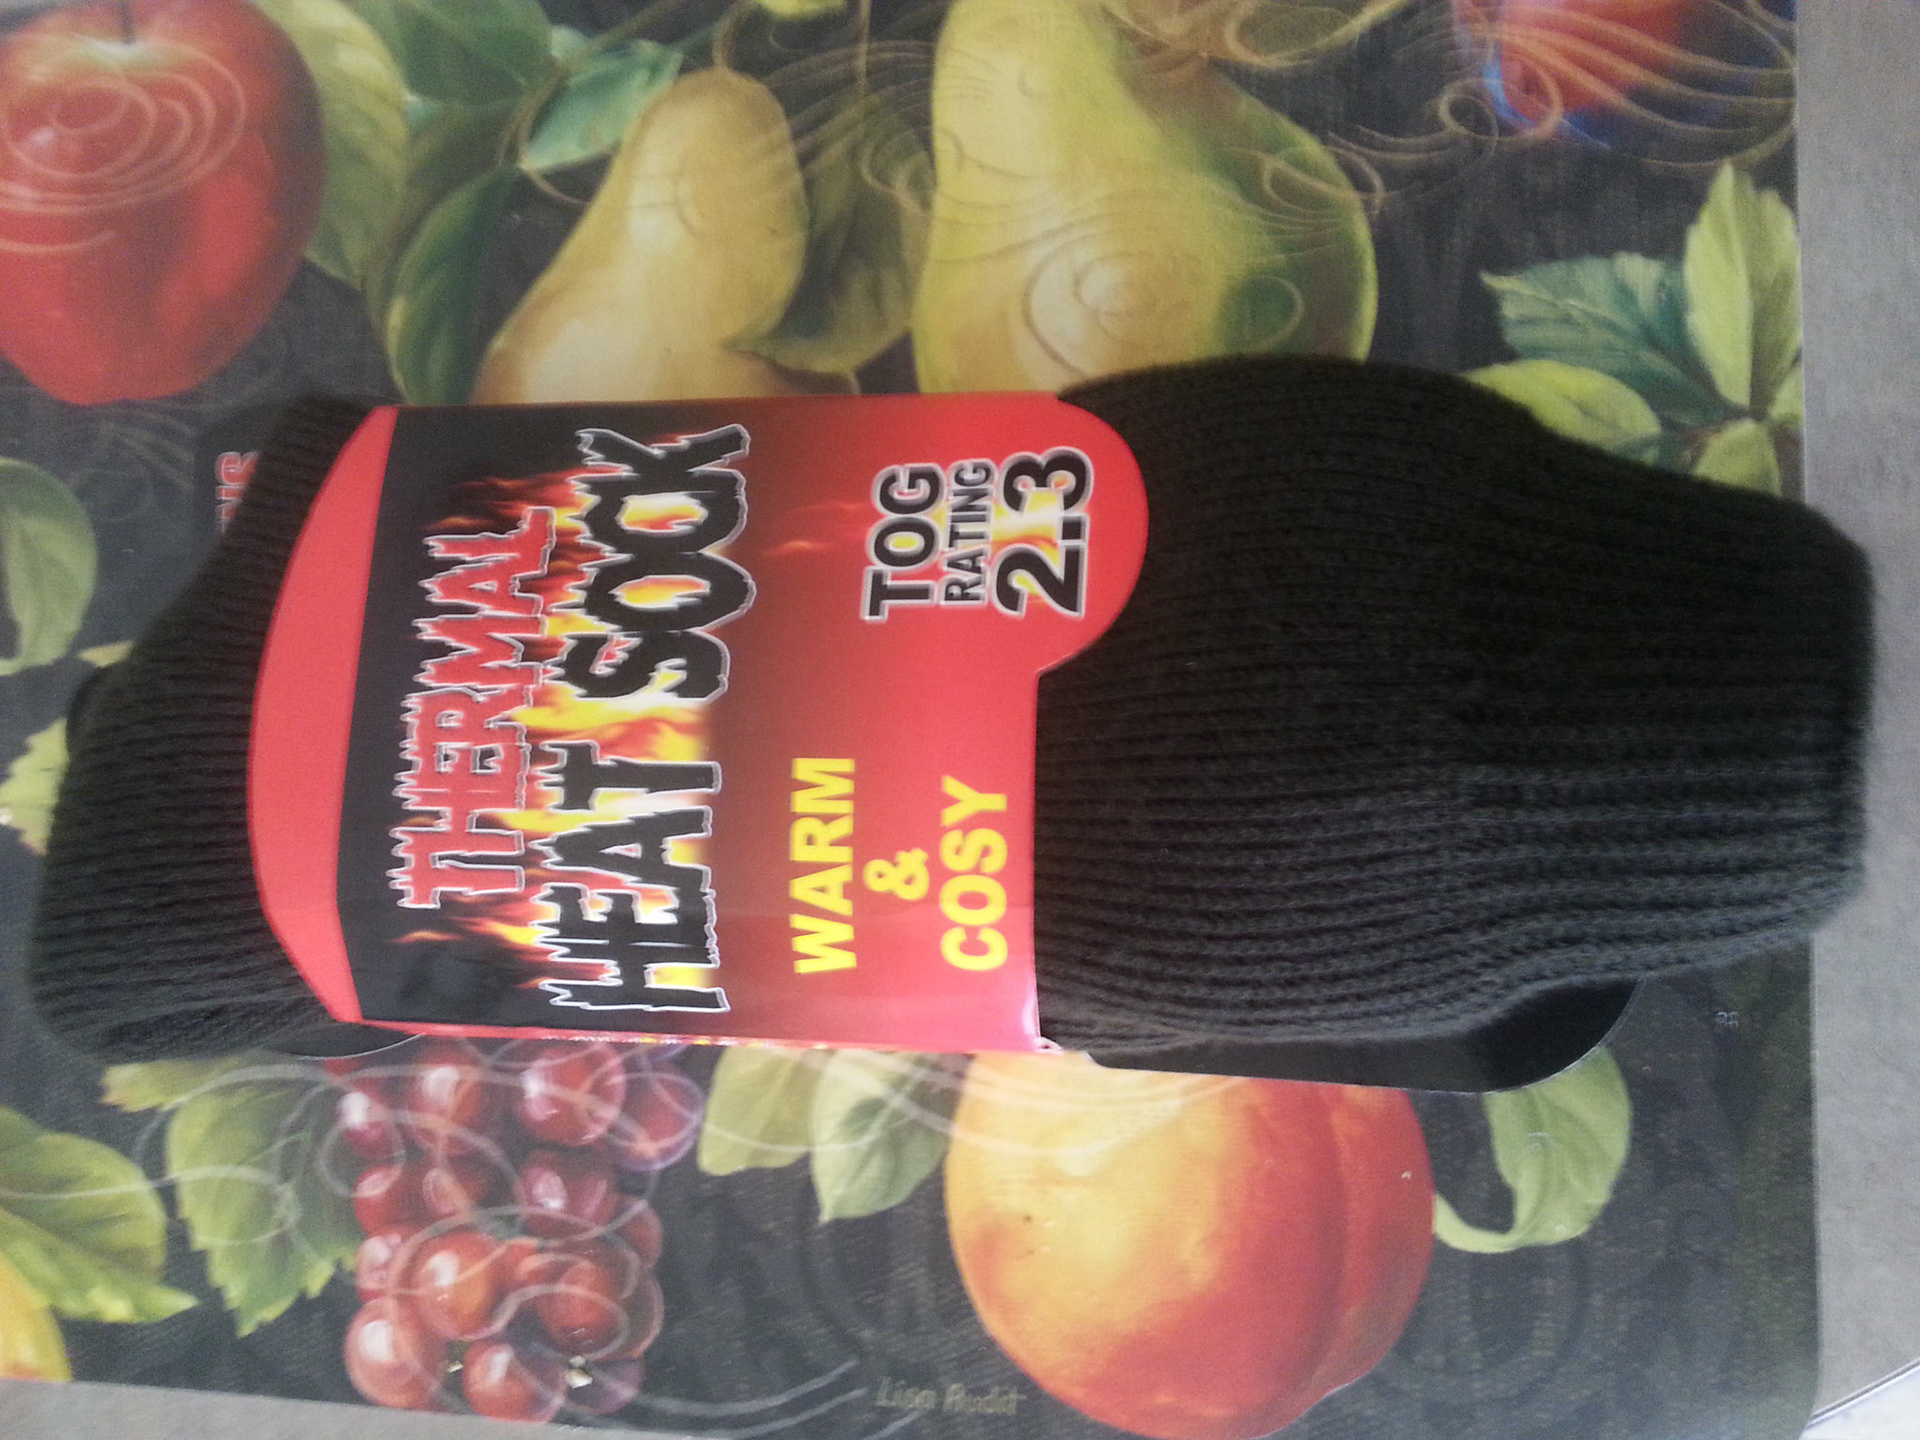 THERMAL
HEAT SOCK
WARM
&
COSY
TOG
RATING
2.3